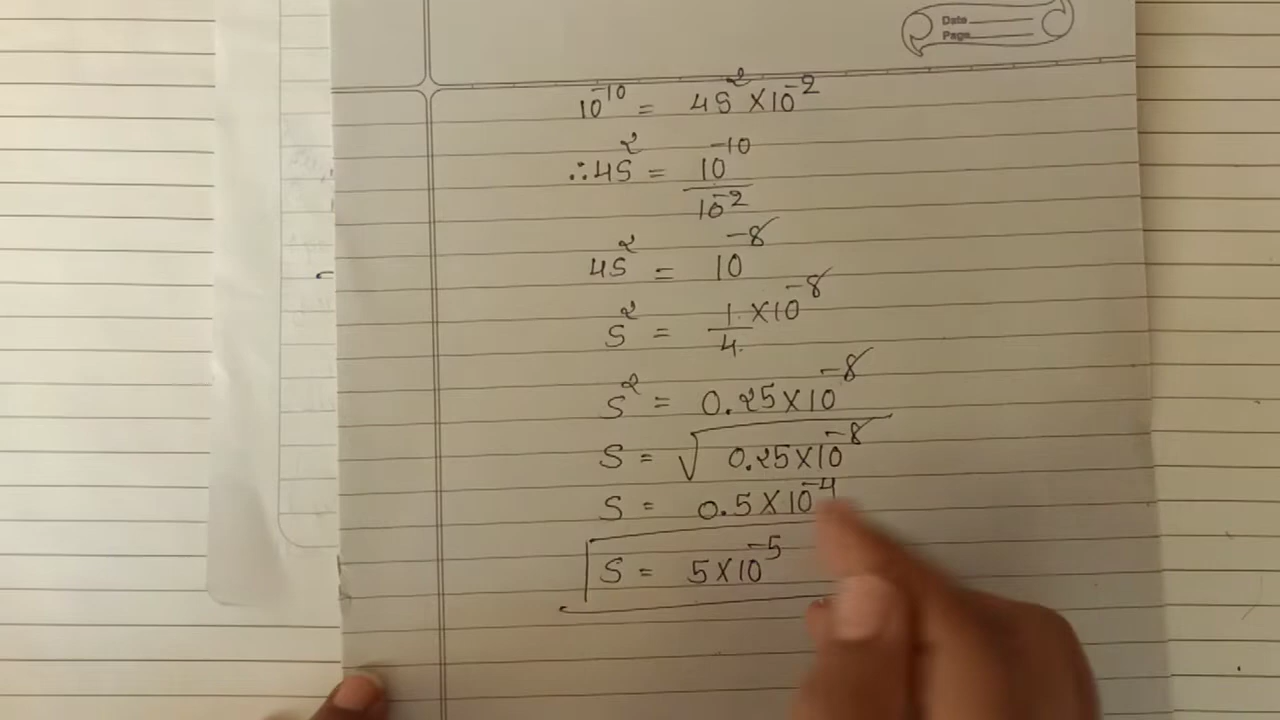 Date
Page
10⁻¹⁰ = 4S² × 10⁻²
∴ 4S² = 10⁻¹⁰ / 10⁻²
4S² = 10⁻⁸
S² = 1/4 × 10⁻⁸
S² = 0.25 × 10⁻⁸
S = √(0.25 × 10⁻⁸)
S = 0.5 × 10⁻⁴
S = 5 × 10⁻⁵